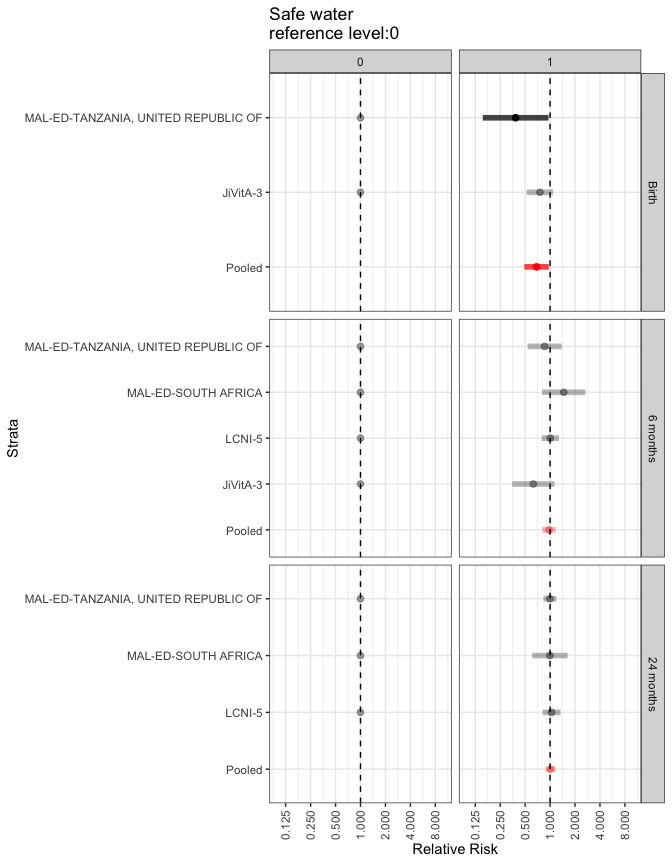 Safe water
reference level:0
0
1
MAL-ED-TANZANIA, UNITED REPUBLIC OF
JiVitA-3
Pooled
Birth
MAL-ED-TANZANIA, UNITED REPUBLIC OF
MAL-ED-SOUTH AFRICA
LCNI-5
JiVitA-3
Pooled
6 months
MAL-ED-TANZANIA, UNITED REPUBLIC OF
MAL-ED-SOUTH AFRICA
LCNI-5
Pooled
24 months
Strata
0.125 0.250 0.500 1.000 2.000 4.000 8.000
0.125 0.250 0.500 1.000 2.000 4.000 8.000
Relative Risk